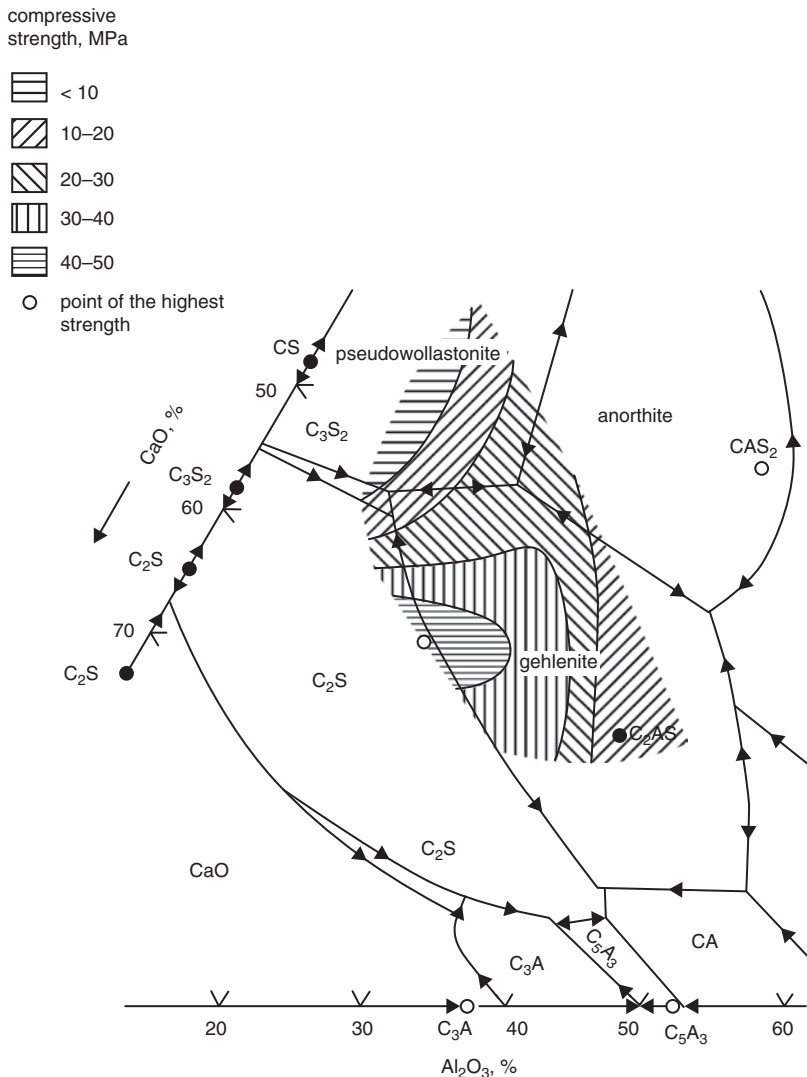 compressive
strength, MPa
< 10
10–20
20–30
30–40
40–50
point of the highest
strength
CS
pseudowollastonite
50
CaO, %
C₃S₂
anorthite
CAS₂
C₃S₂
60
C₂S
70
gehlenite
C₂S
C₂S
C₂AS
C₂S
CaO
C₅A₃
CA
C₃A
20
30
C₃A
40
50
C₅A₃
60
Al₂O₃, %